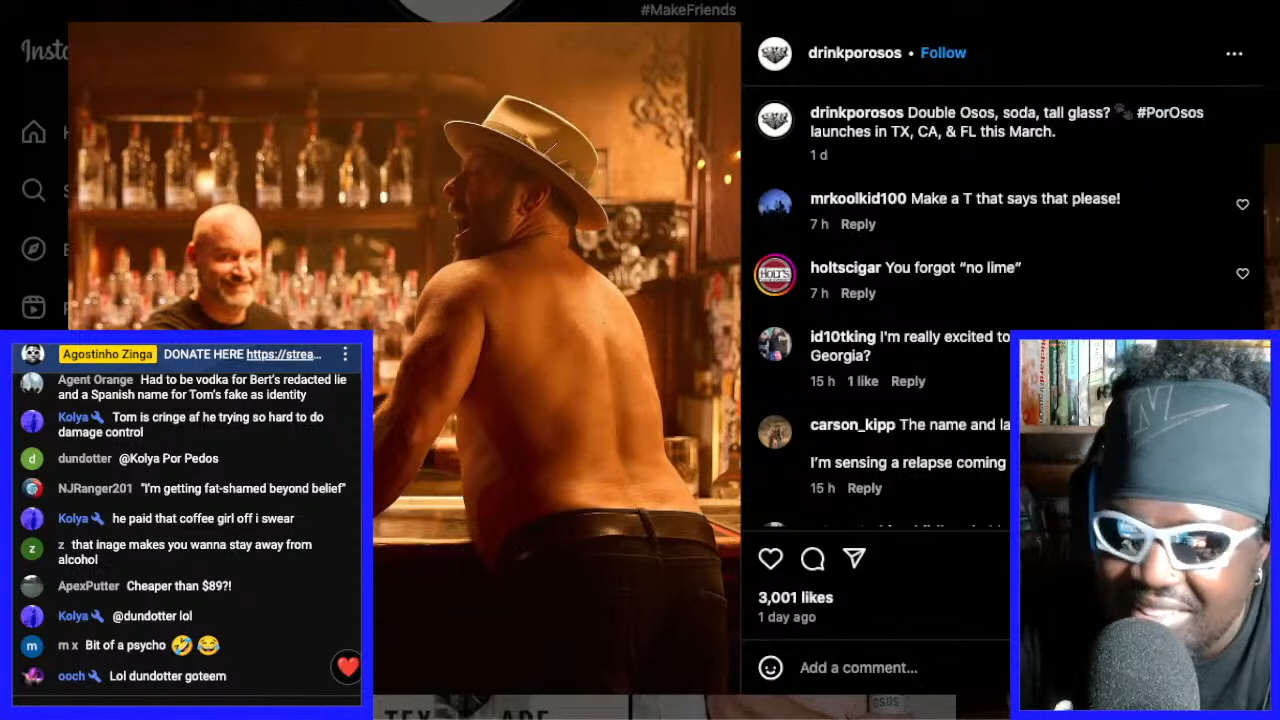 #MakeFriends
Insta
drinkporosos • Follow
drinkporosos Double Osos, soda, tall glass? 🐾 #PorOsos
launches in TX, CA, & FL this March.
1 d
mrkoolkid100 Make a T that says that please!
7 h Reply
HOLT'S
holtscigar You forgot “no lime”
7 h Reply
id10tking I'm really excited to
Georgia?
15 h 1 like Reply
carson_kipp The name and la
I'm sensing a relapse coming
15 h Reply
3,001 likes
1 day ago
Add a comment...
Agostinho Zinga DONATE HERE https://strea...
Agent Orange Had to be vodka for Bert's redacted lie
and a Spanish name for Tom's fake as identity
Kolya Tom is cringe af he trying so hard to do
damage control
d dundotter @Kolya Por Pedos
NJRanger201 "I'm getting fat-shamed beyond belief"
Kolya he paid that coffee girl off i swear
z z that inage makes you wanna stay away from
alcohol
ApexPutter Cheaper than $89?!
Kolya @dundotter lol
m m x Bit of a psycho 🤣 😂
ooch Lol dundotter goteem
Richard
N